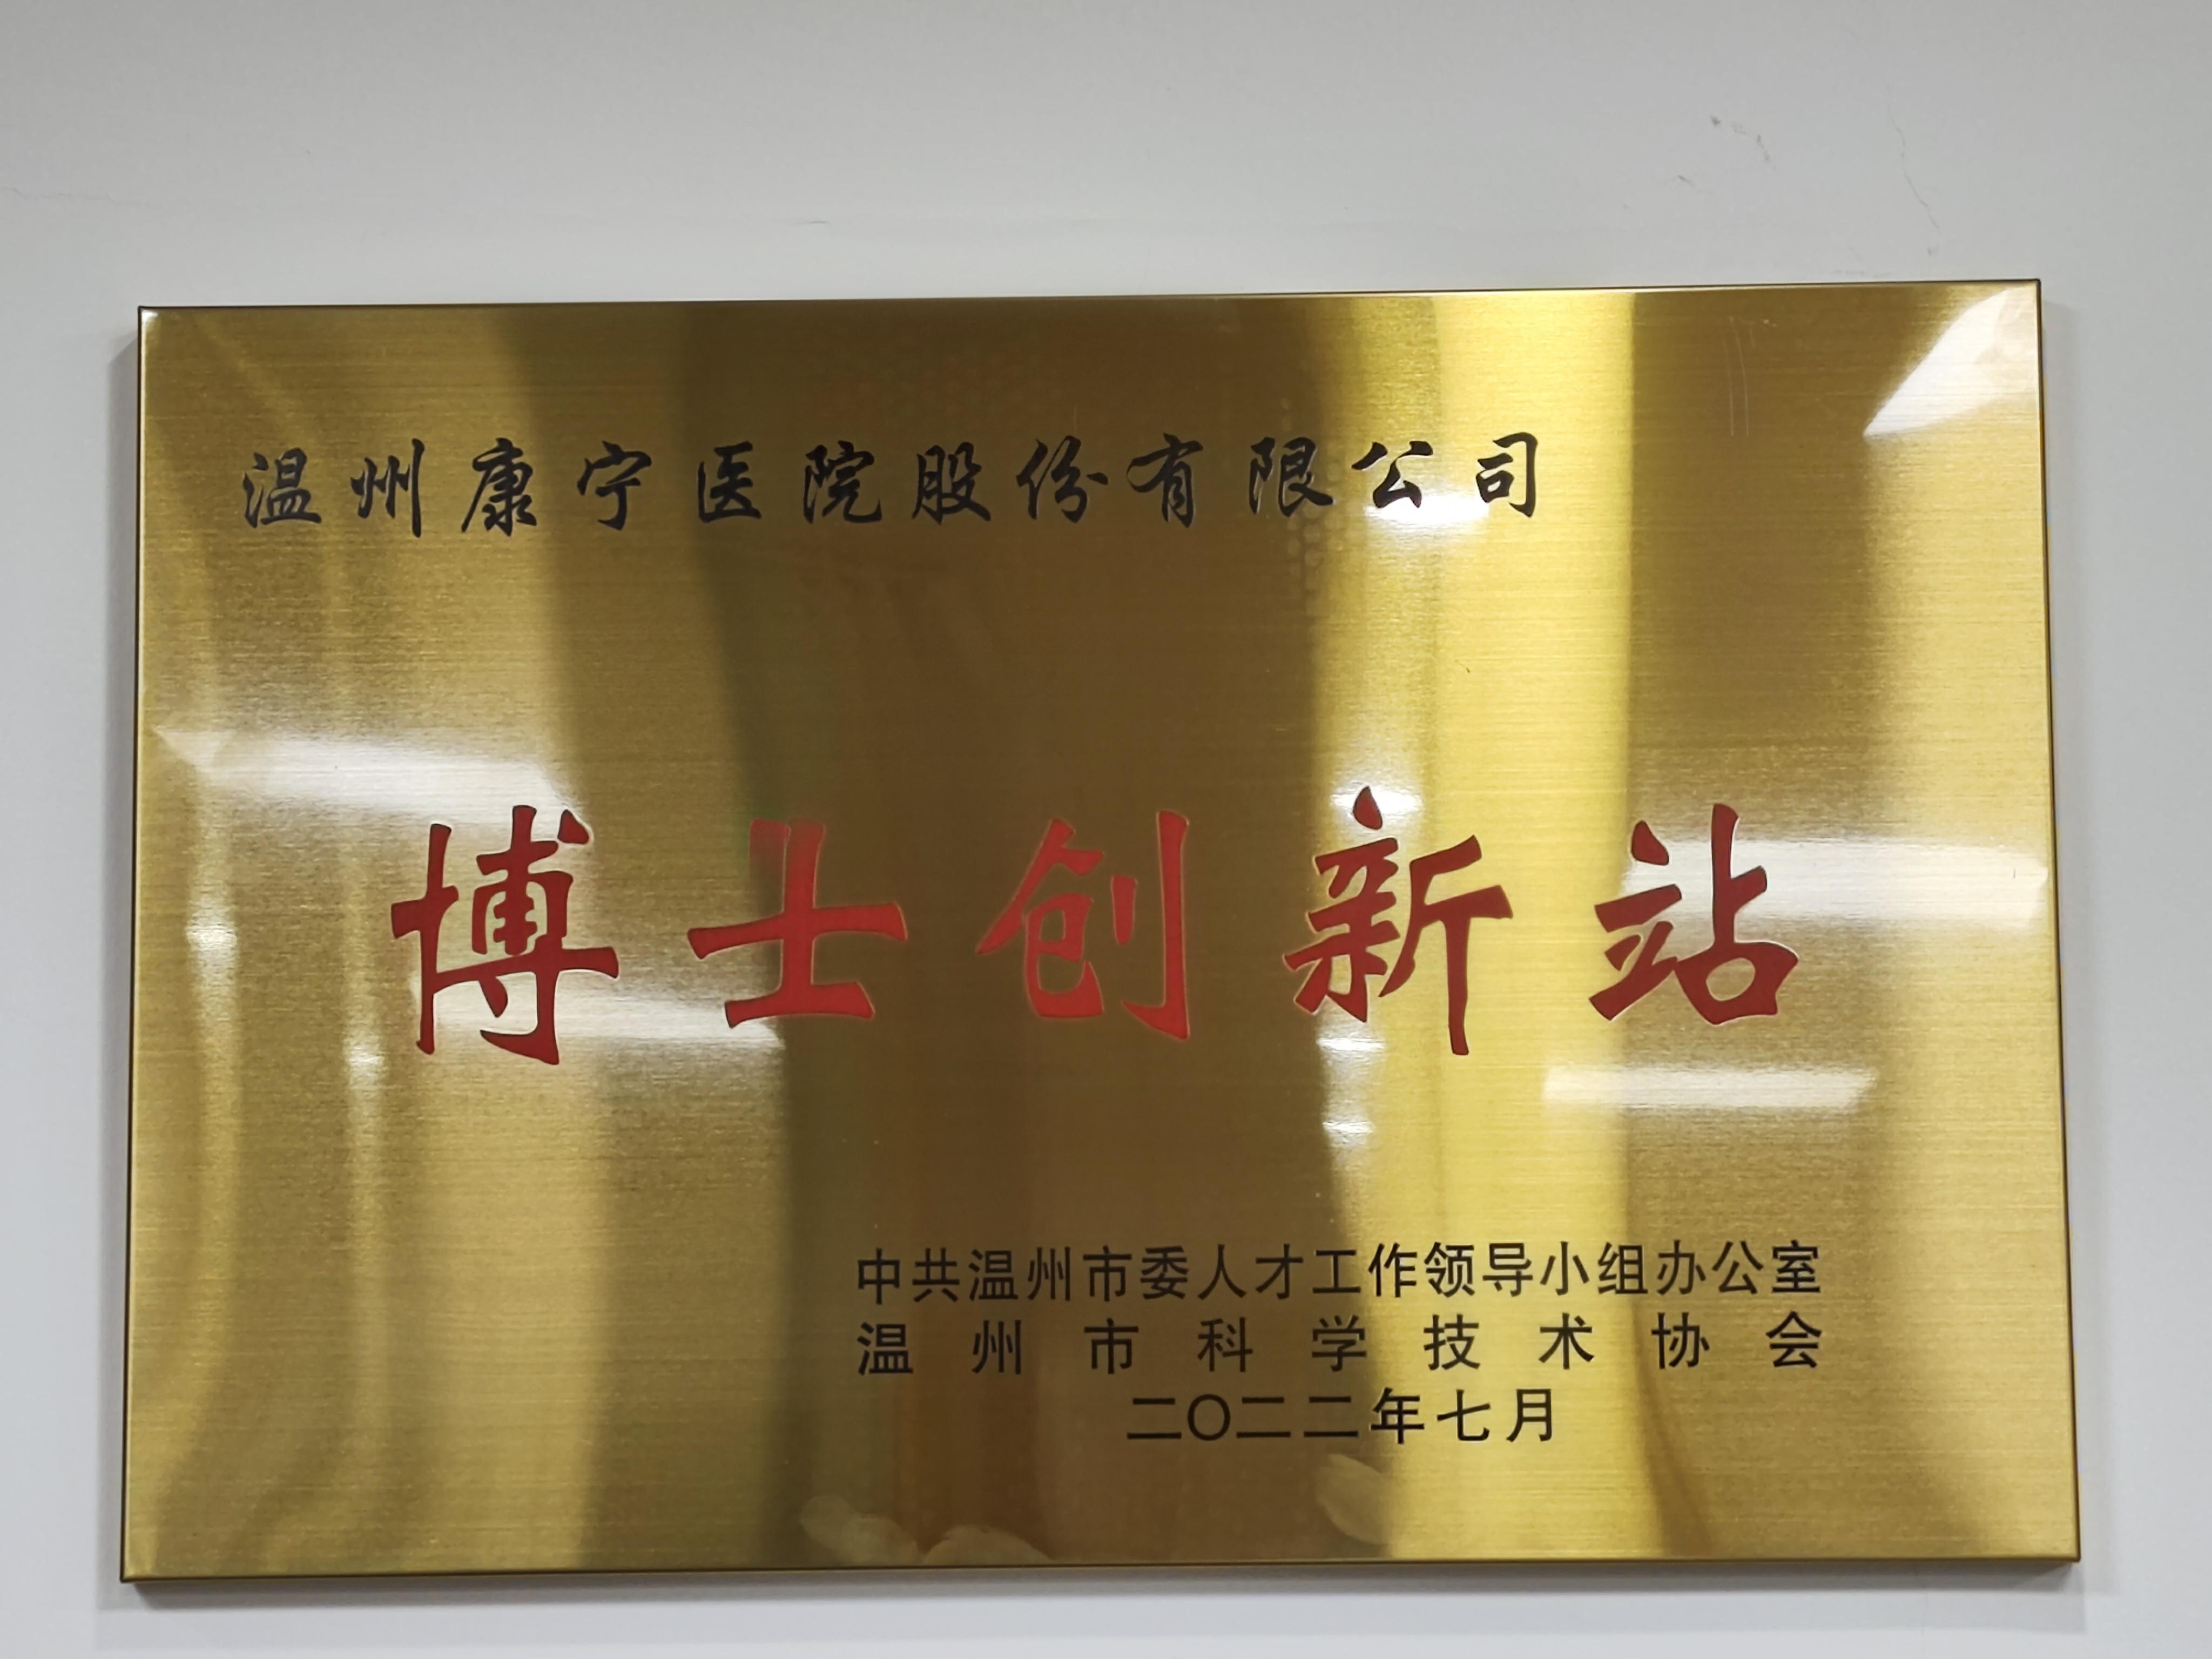 温州康宁医院股份有限公司
博士创新站
中共温州市委人才工作领导小组办公室
温州市科学技术协会
二〇二二年七月